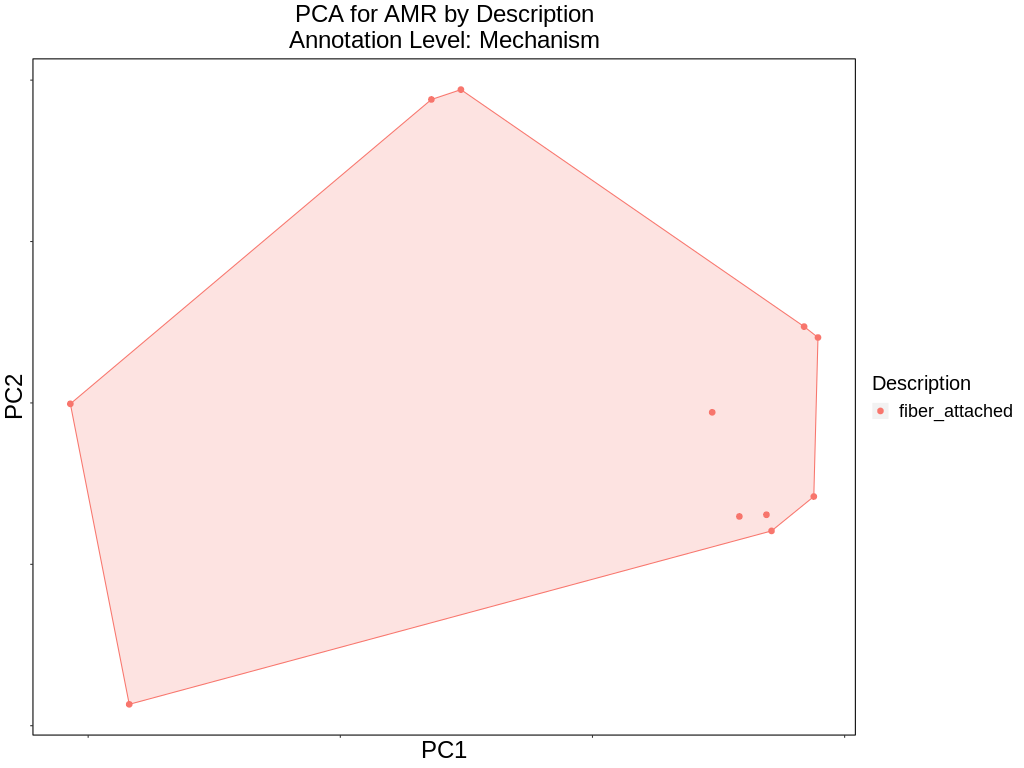 PCA for AMR by Description
Annotation Level: Mechanism
PC2
Description
fiber_attached
PC1